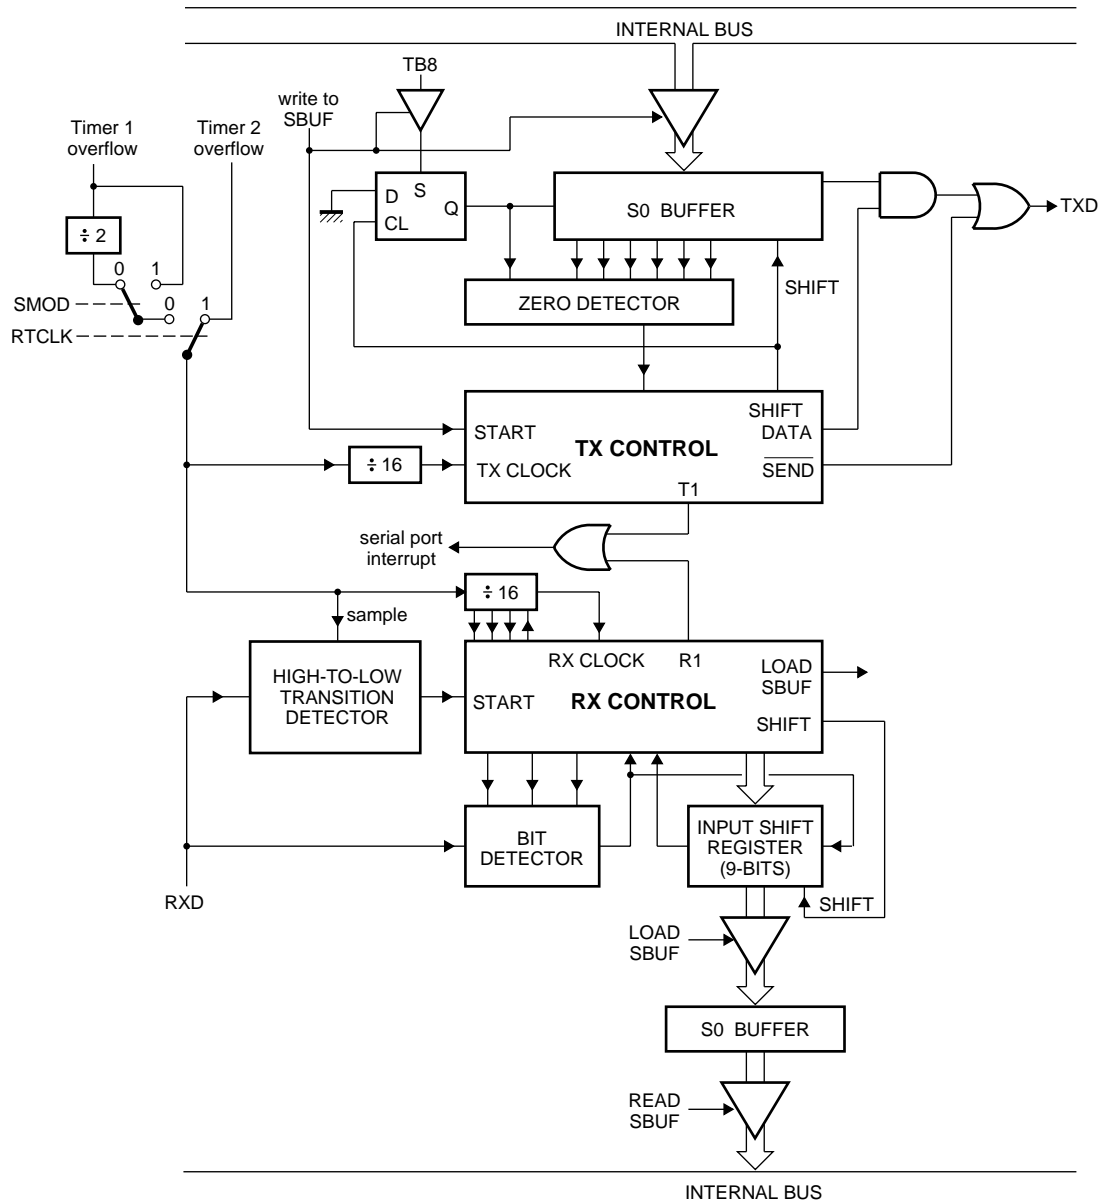 INTERNAL BUS
TB8
write to
SBUF
Timer 1
overflow
Timer 2
overflow
D
S
Q
CL
S0 BUFFER
TXD
÷ 2
0
1
SMOD
0
1
RTCLK
ZERO DETECTOR
SHIFT
SHIFT
START
TX CONTROL
DATA
÷ 16
TX CLOCK
SEND
T1
serial port
interrupt
÷ 16
sample
HIGH-TO-LOW
TRANSITION
DETECTOR
RX CLOCK
R1
LOAD
SBUF
START
RX CONTROL
SHIFT
BIT
DETECTOR
INPUT SHIFT
REGISTER
(9-BITS)
RXD
SHIFT
LOAD
SBUF
S0 BUFFER
READ
SBUF
INTERNAL BUS